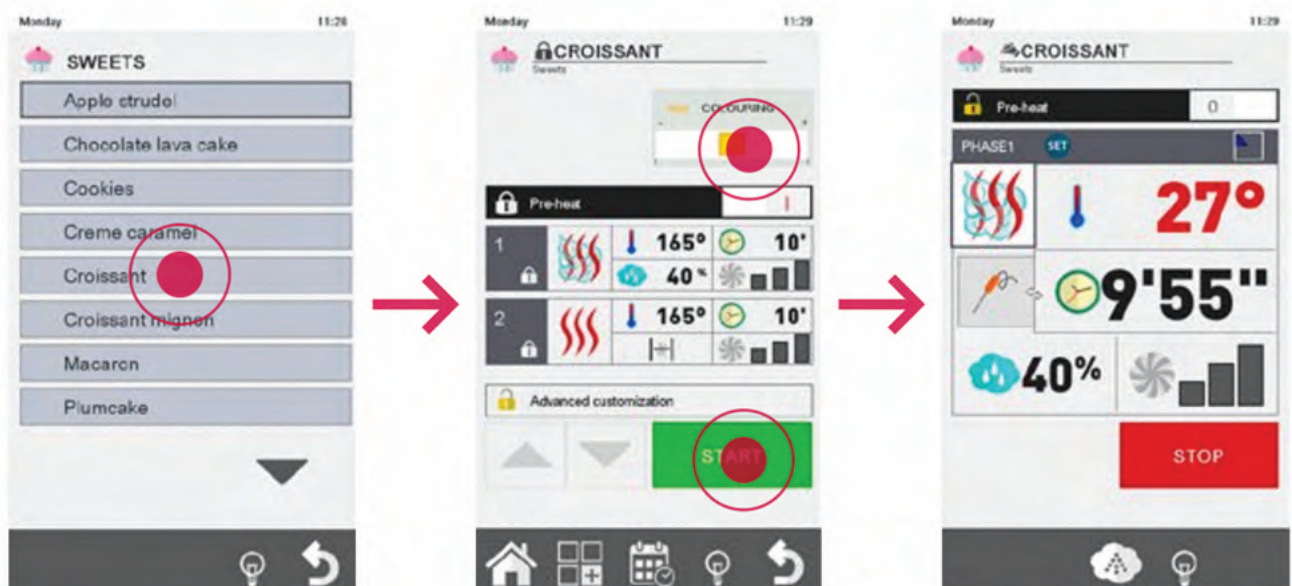 Monday 11:28
SWEETS
Apple strudel
Chocolate lava cake
Cookies
Creme caramel
Croissant
Croissant mignon
Macaron
Plumcake
Monday 11:29
CROISSANT
Sweets
COLOURING
- +
Pre-heat
1 165° 10'
40 %
2 165° 10'
Advanced customization
START
Monday 11:29
CROISSANT
Sweets
Pre-heat 0
PHASE1 SET
27°
9'55"
40%
STOP